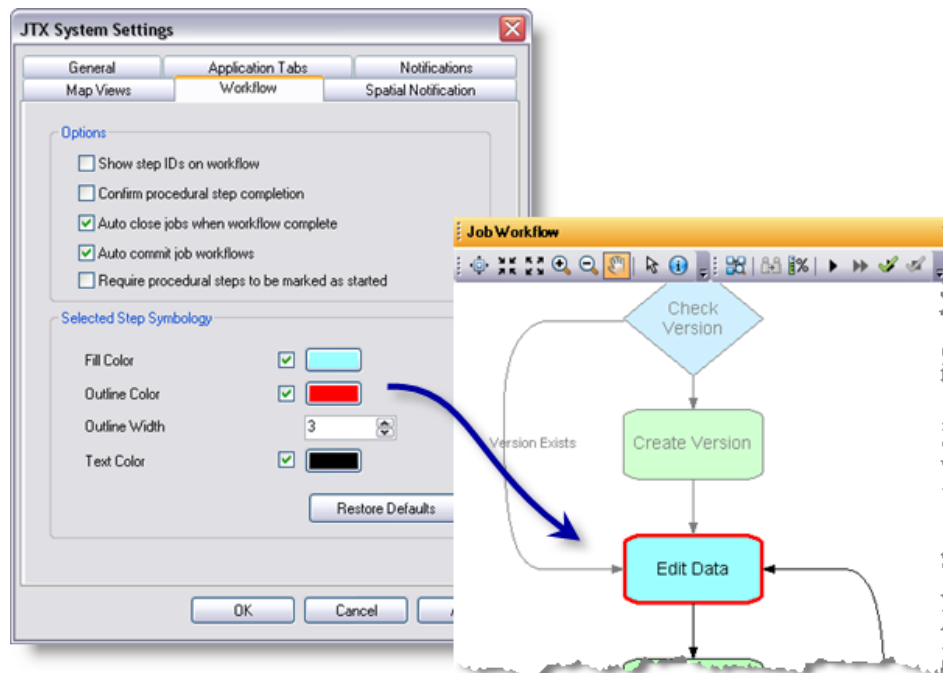 JTX System Settings
General
Application Tabs
Notifications
Map Views
Workflow
Spatial Notification
Options
Show step IDs on workflow
Confirm procedural step completion
Auto close jobs when workflow complete
Auto commit job workflows
Require procedural steps to be marked as started
Selected Step Symbology
Fill Color
Outline Color
Outline Width
3
Text Color
Restore Defaults
OK
Cancel
Job Workflow
Check
Version
Version Exists
Create Version
Edit Data